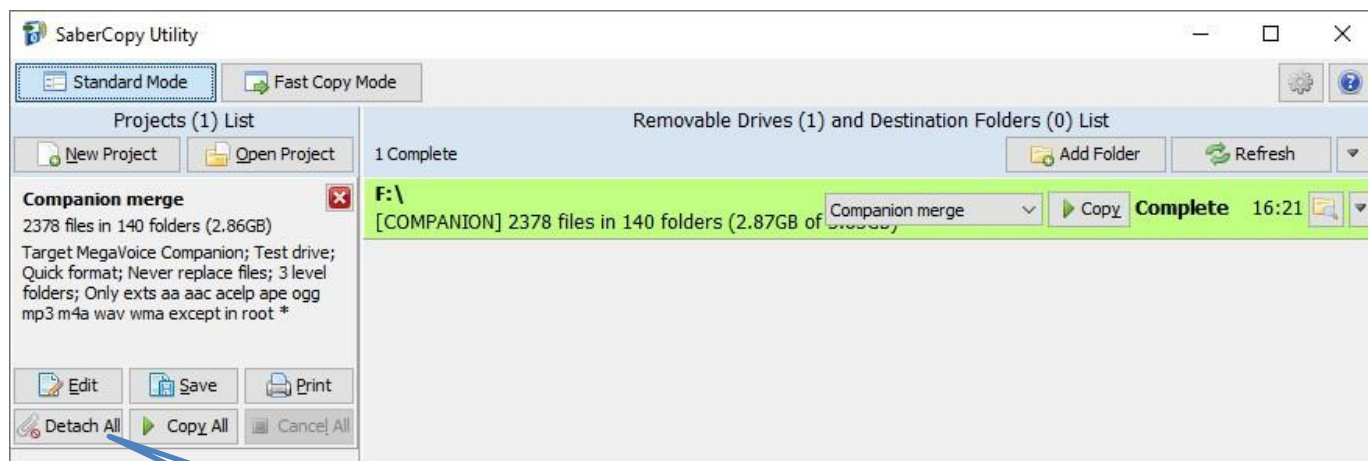 SaberCopy Utility
Standard Mode Fast Copy Mode
Projects (1) List Removable Drives (1) and Destination Folders (0) List
New Project Open Project 1 Complete Add Folder Refresh
Companion merge
2378 files in 140 folders (2.86GB)
Target MegaVoice Companion; Test drive;
Quick format; Never replace files; 3 level
folders; Only exts aa aac acelp ape ogg
mp3 m4a wav wma except in root *
F:\
[COMPANION] 2378 files in 140 folders (2.87GB of
Companion merge Copy Complete 16:21
Edit Save Print
Detach All Copy All Cancel All